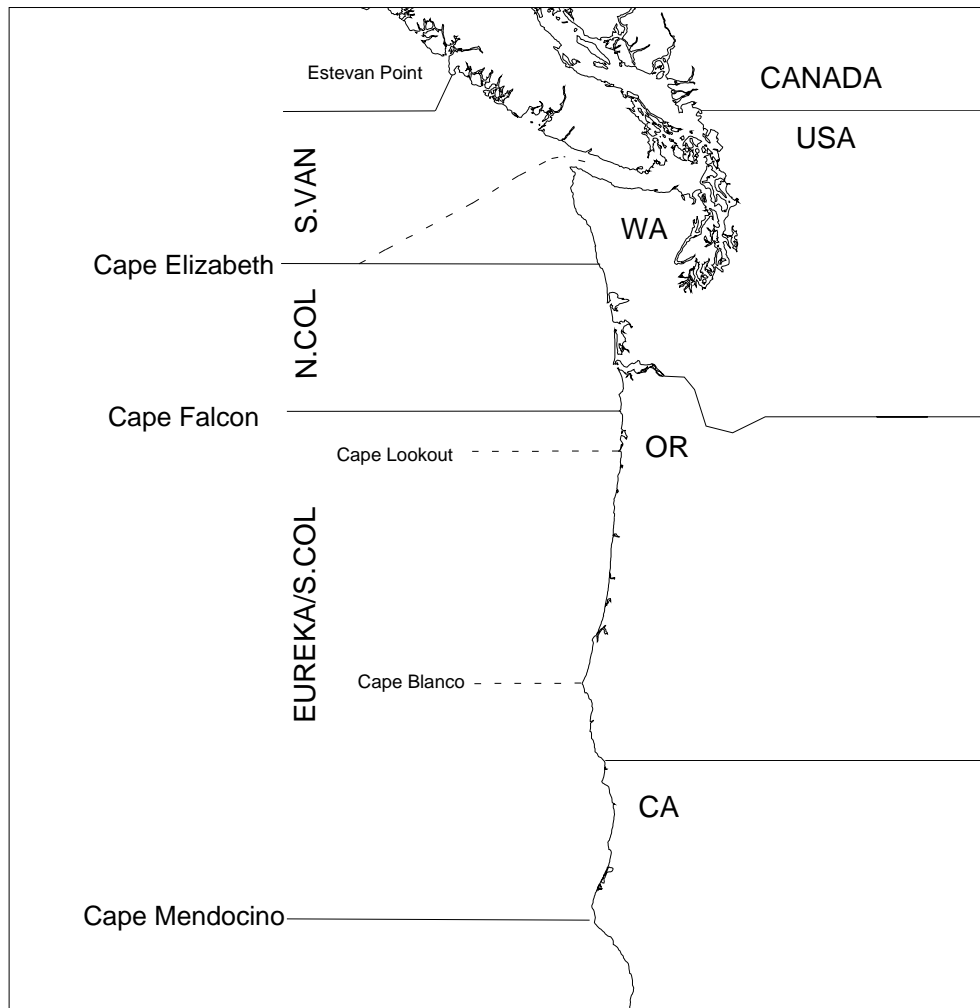 Estevan Point
CANADA
USA
S.VAN
WA
Cape Elizabeth
N.COL
Cape Falcon
OR
Cape Lookout
EUREKA/S.COL
Cape Blanco
CA
Cape Mendocino